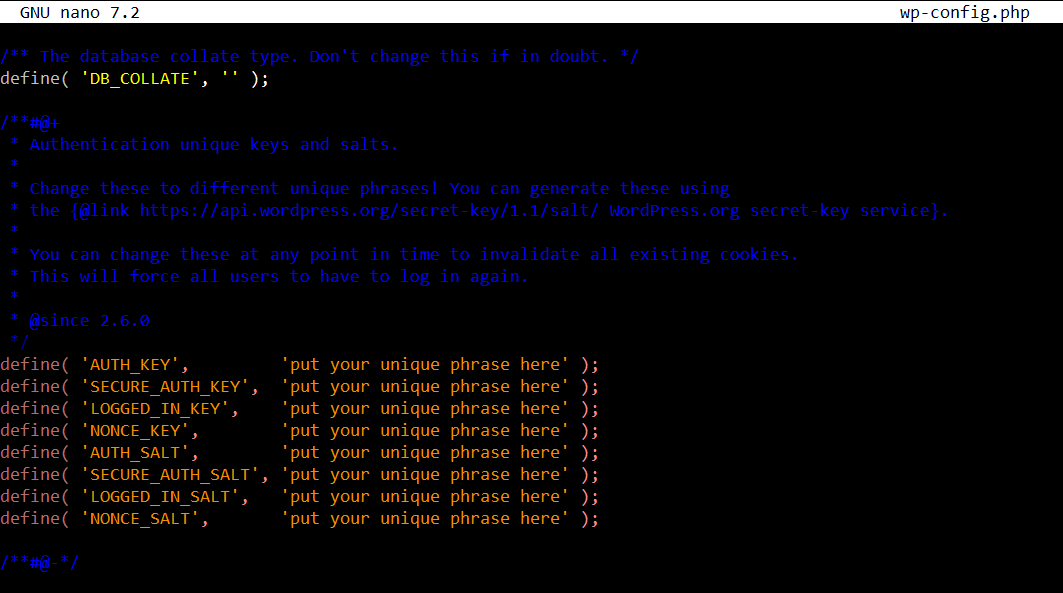 GNU nano 7.2 wp-config.php
/** The database collate type. Don't change this if in doubt. */
define( 'DB_COLLATE', '' );
/**#@+
 * Authentication unique keys and salts.
 *
 * Change these to different unique phrases! You can generate these using
 * the {@link https://api.wordpress.org/secret-key/1.1/salt/ WordPress.org secret-key service}.
 *
 * You can change these at any point in time to invalidate all existing cookies.
 * This will force all users to have to log in again.
 *
 * @since 2.6.0
 */
define( 'AUTH_KEY',         'put your unique phrase here' );
define( 'SECURE_AUTH_KEY',  'put your unique phrase here' );
define( 'LOGGED_IN_KEY',    'put your unique phrase here' );
define( 'NONCE_KEY',        'put your unique phrase here' );
define( 'AUTH_SALT',        'put your unique phrase here' );
define( 'SECURE_AUTH_SALT', 'put your unique phrase here' );
define( 'LOGGED_IN_SALT',   'put your unique phrase here' );
define( 'NONCE_SALT',       'put your unique phrase here' );
/**#@-*/